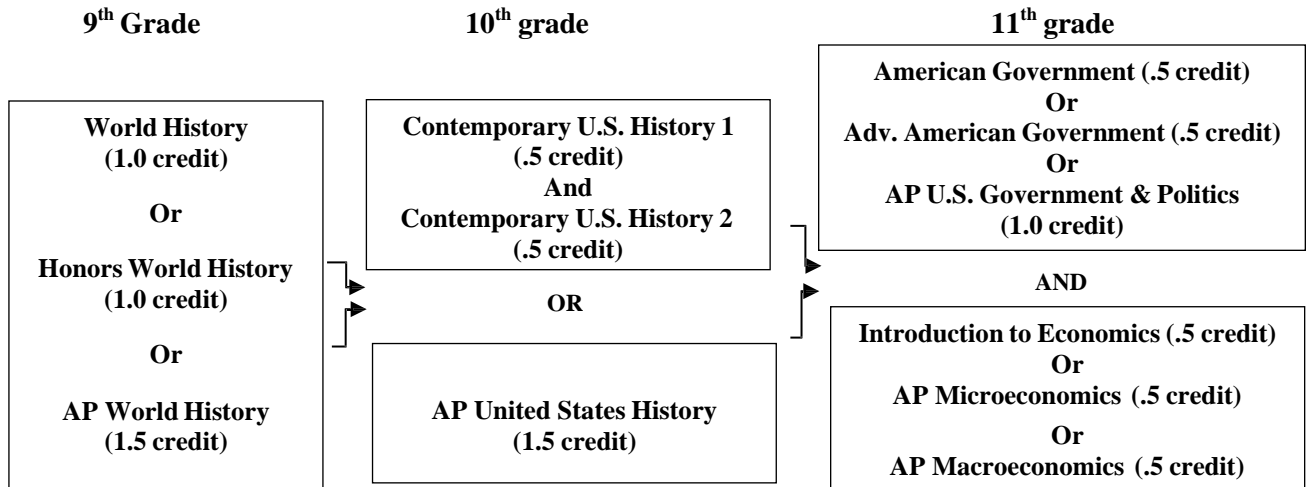 9th Grade
World History
(1.0 credit)
Or
Honors World History
(1.0 credit)
Or
AP World History
(1.5 credit)
10th grade
Contemporary U.S. History 1
(.5 credit)
And
Contemporary U.S. History 2
(.5 credit)
OR
AP United States History
(1.5 credit)
11th grade
American Government (.5 credit)
Or
Adv. American Government (.5 credit)
Or
AP U.S. Government & Politics
(1.0 credit)
AND
Introduction to Economics (.5 credit)
Or
AP Microeconomics (.5 credit)
Or
AP Macroeconomics (.5 credit)